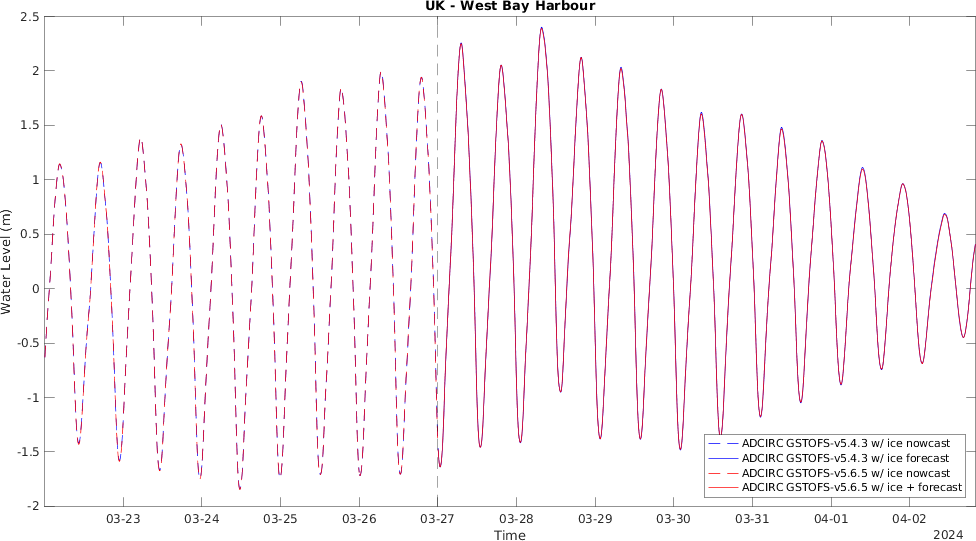 UK - West Bay Harbour
2.5
2
1.5
1
0.5
0
-0.5
-1
-1.5
-2
Water Level (m)
03-23 03-24 03-25 03-26 03-27 03-28 03-29 03-30 03-31 04-01 04-02
Time
2024
ADCIRC GSTOFS-v5.4.3 w/ ice nowcast
ADCIRC GSTOFS-v5.4.3 w/ ice forecast
ADCIRC GSTOFS-v5.6.5 w/ ice nowcast
ADCIRC GSTOFS-v5.6.5 w/ ice + forecast